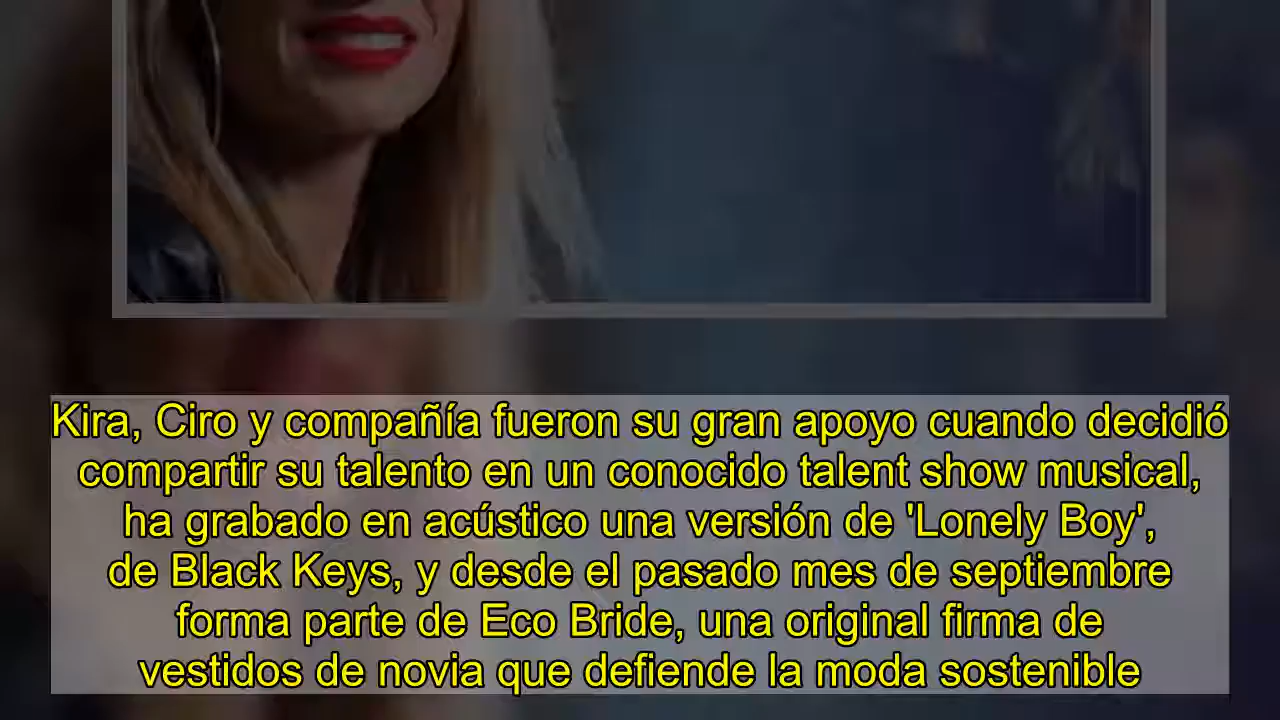 Kira, Ciro y compañía fueron su gran apoyo cuando decidió
compartir su talento en un conocido talent show musical,
ha grabado en acústico una versión de 'Lonely Boy',
de Black Keys, y desde el pasado mes de septiembre
forma parte de Eco Bride, una original firma de
vestidos de novia que defiende la moda sostenible